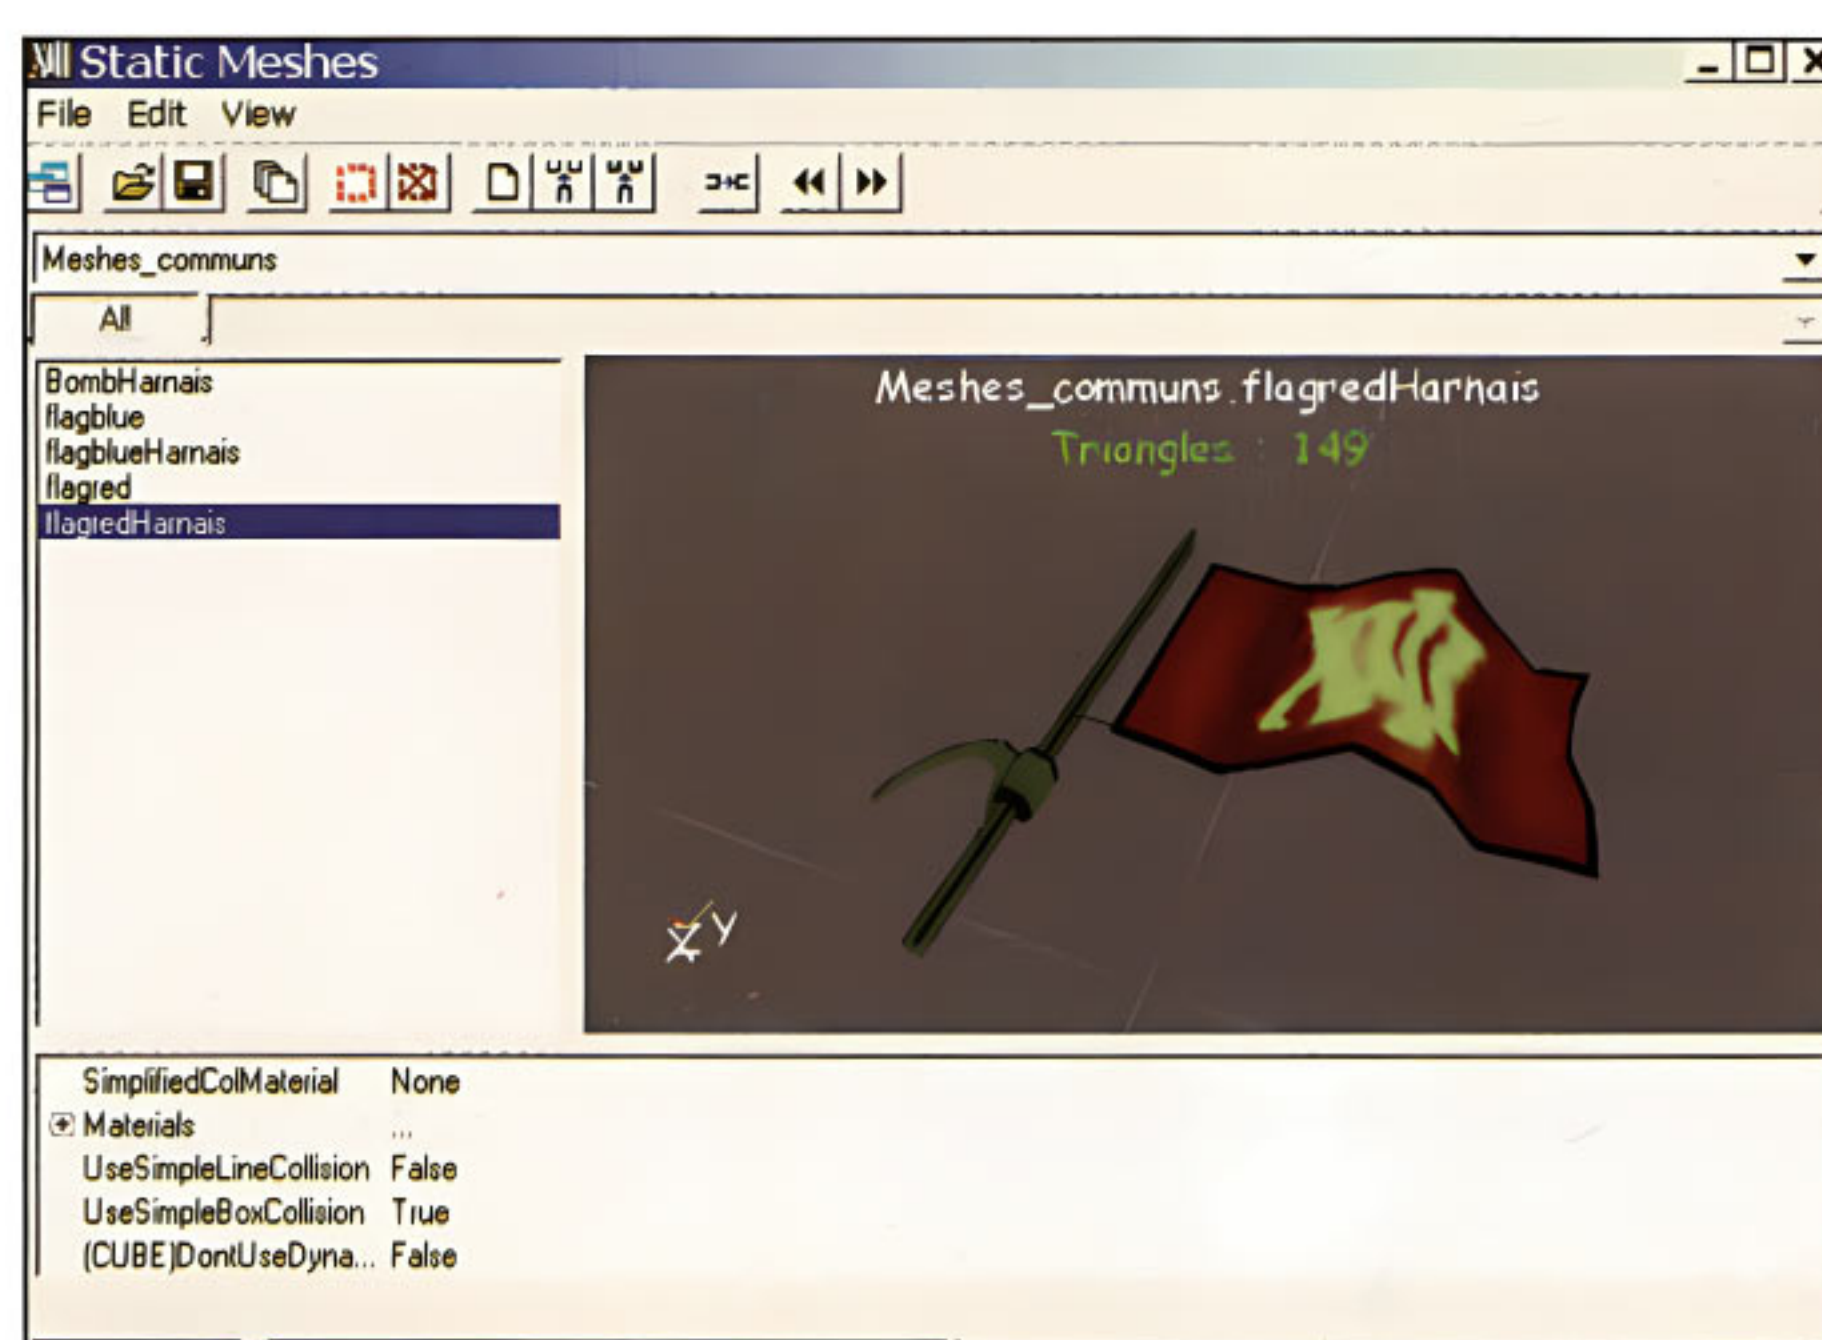 XIII Static Meshes
File Edit View
Meshes_communs
All
BombHarnais
flagblue
flagblueHarnais
flagred
flagredHarnais
Meshes_communs.flagredHarnais
Triangles : 149
X Y
SimplifiedColMaterial None
Materials ...
UseSimpleLineCollision False
UseSimpleBoxCollision True
(CUBE)DontUseDyna... False